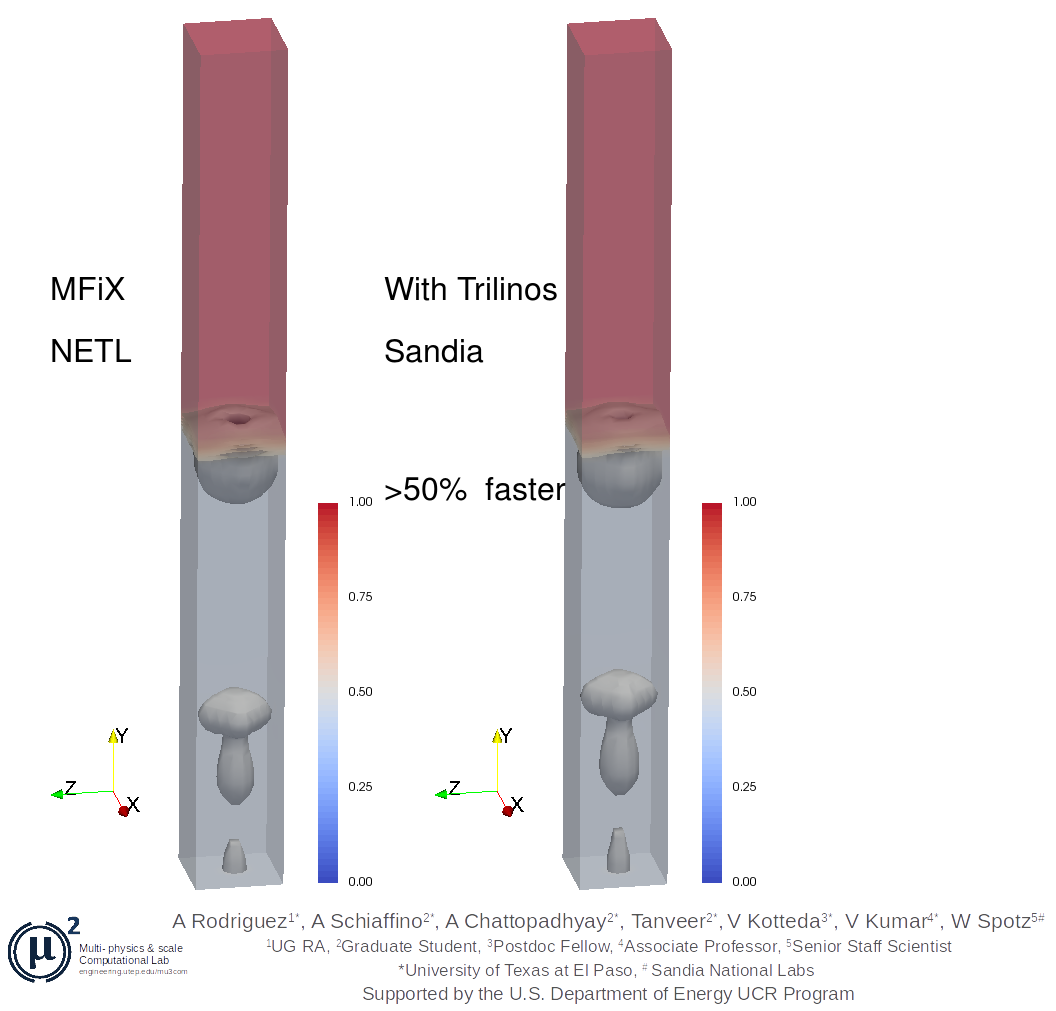 MFiX
NETL
With Trilinos
Sandia
>50% faster
1.00
0.75
0.50
0.25
0.00
Y
Z
X
1.00
0.75
0.50
0.25
0.00
Y
Z
X
µ2
Multi- physics & scale
Computational Lab
engineering.utep.edu/mu3com
A Rodriguez1*, A Schiaffino2*, A Chattopadhyay2*, Tanveer2*, V Kotteda3*, V Kumar4*, W Spotz5#
1UG RA, 2Graduate Student, 3Postdoc Fellow, 4Associate Professor, 5Senior Staff Scientist
*University of Texas at El Paso, # Sandia National Labs
Supported by the U.S. Department of Energy UCR Program